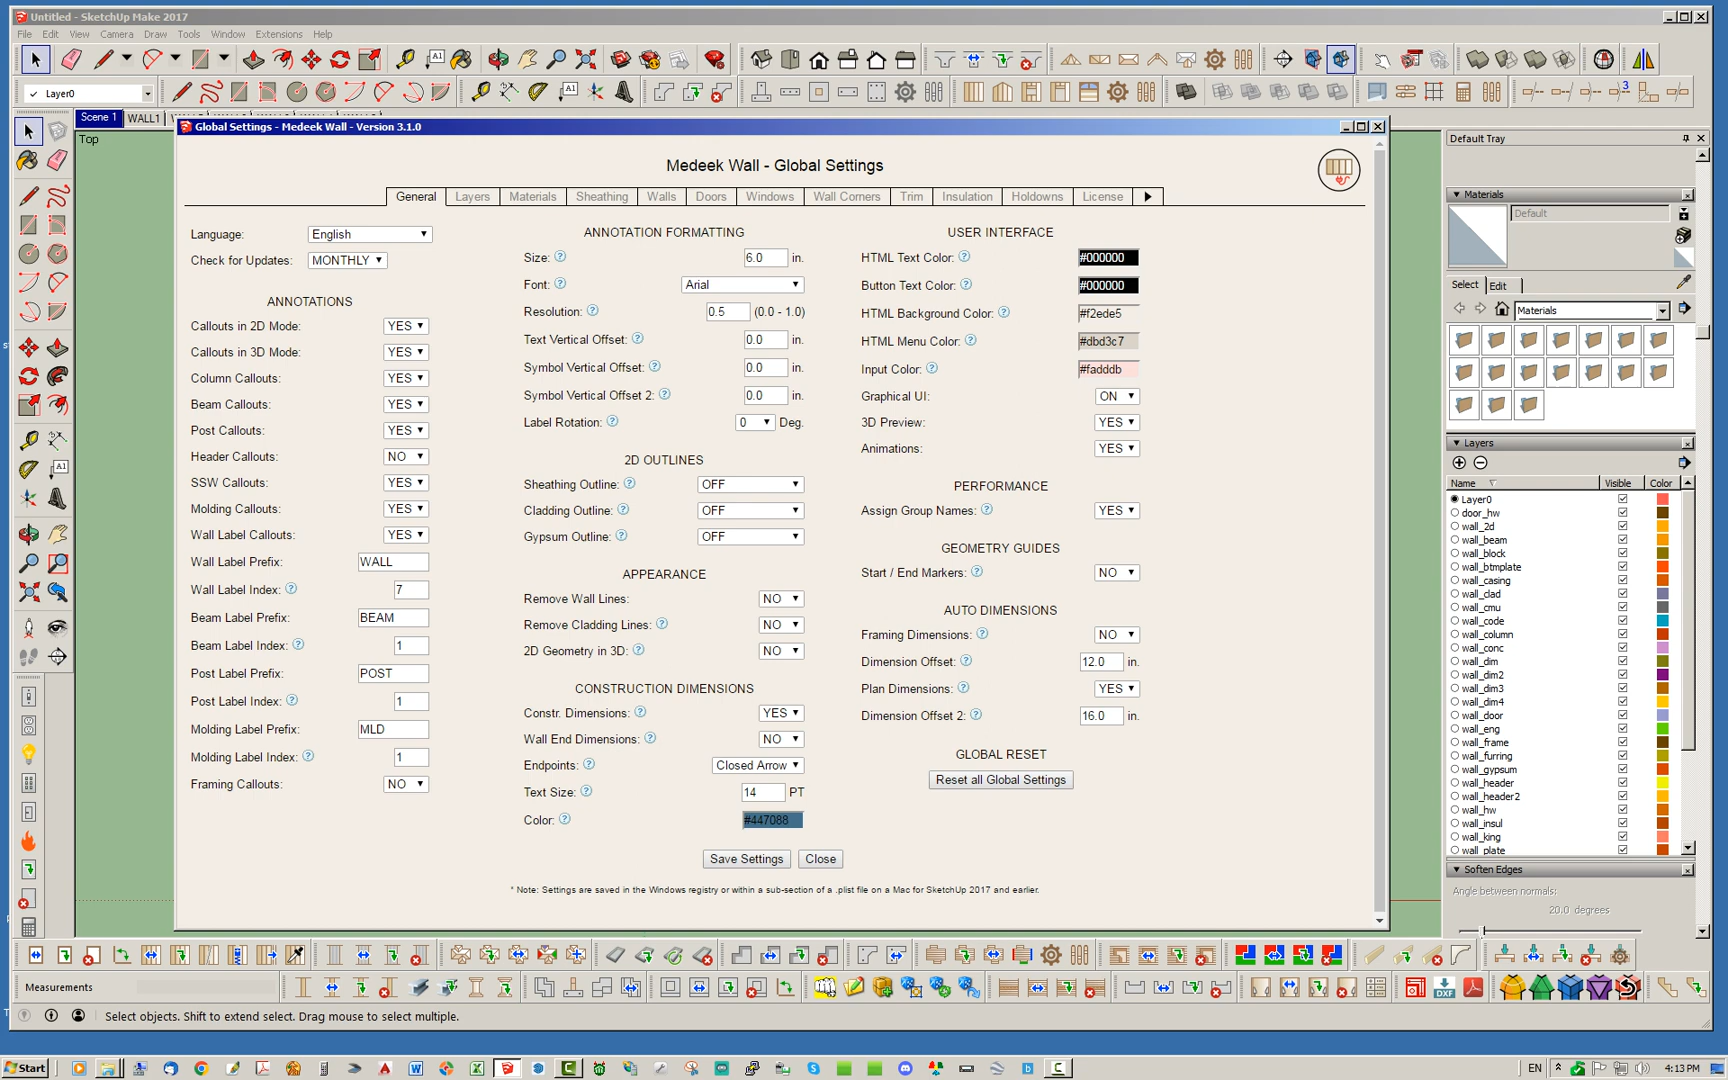 Untitled - SketchUp Make 2017
File Edit View Camera Draw Tools Window Extensions Help
Layer0
Scene 1 WALL1
Top
Global Settings - Medeek Wall - Version 3.1.0
Medeek Wall - Global Settings
General Layers Materials Sheathing Walls Doors Windows Wall Corners Trim Insulation Holdowns License
Language: English
Check for Updates: MONTHLY
ANNOTATIONS
Callouts in 2D Mode: YES
Callouts in 3D Mode: YES
Column Callouts: YES
Beam Callouts: YES
Post Callouts: YES
Header Callouts: NO
SSW Callouts: YES
Molding Callouts: YES
Wall Label Callouts: YES
Wall Label Prefix: WALL
Wall Label Index: 7
Beam Label Prefix: BEAM
Beam Label Index: 1
Post Label Prefix: POST
Post Label Index: 1
Molding Label Prefix: MLD
Molding Label Index: 1
Framing Callouts: NO
ANNOTATION FORMATTING
Size: 6.0 in.
Font: Arial
Resolution: 0.5 (0.0 - 1.0)
Text Vertical Offset: 0.0 in.
Symbol Vertical Offset: 0.0 in.
Symbol Vertical Offset 2: 0.0 in.
Label Rotation: 0 Deg.
2D OUTLINES
Sheathing Outline: OFF
Cladding Outline: OFF
Gypsum Outline: OFF
APPEARANCE
Remove Wall Lines: NO
Remove Cladding Lines: NO
2D Geometry in 3D: NO
CONSTRUCTION DIMENSIONS
Constr. Dimensions: YES
Wall End Dimensions: NO
Endpoints: Closed Arrow
Text Size: 14 PT
Color: #447088
USER INTERFACE
HTML Text Color: #000000
Button Text Color: #000000
HTML Background Color: #f2ede5
HTML Menu Color: #dbd3c7
Input Color: #fadddb
Graphical UI: ON
3D Preview: YES
Animations: YES
PERFORMANCE
Assign Group Names: YES
GEOMETRY GUIDES
Start / End Markers: NO
AUTO DIMENSIONS
Framing Dimensions: NO
Dimension Offset: 12.0 in.
Plan Dimensions: YES
Dimension Offset 2: 16.0 in.
GLOBAL RESET
Reset all Global Settings
Save Settings Close
* Note: Settings are saved in the Windows registry or within a sub-section of a .plist file on a Mac for SketchUp 2017 and earlier.
Default Tray
Materials
Default
Select Edit
Materials
Layers
Name Visible Color
Layer0
door_hw
wall_2d
wall_beam
wall_block
wall_btmplate
wall_casing
wall_clad
wall_cmu
wall_code
wall_column
wall_conc
wall_dim
wall_dim2
wall_dim3
wall_dim4
wall_door
wall_eng
wall_frame
wall_furring
wall_gypsum
wall_header
wall_header2
wall_hw
wall_insul
wall_king
wall_plate
Soften Edges
Angle between normals:
20.0 degrees
Measurements
Select objects. Shift to extend select. Drag mouse to select multiple.
Start
EN
4:13 PM